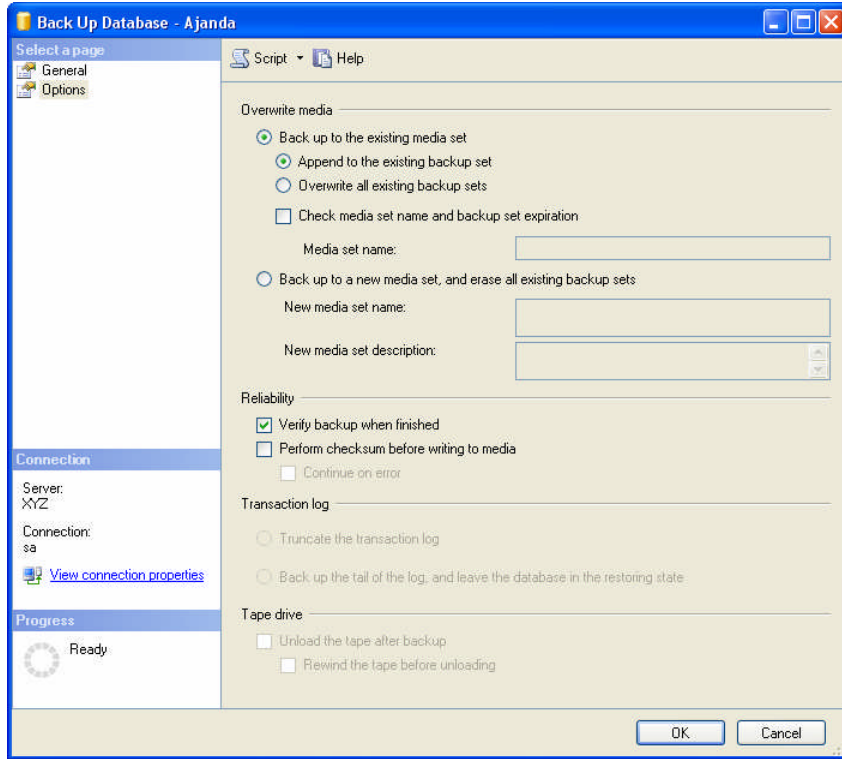 Back Up Database - Ajanda
Select a page
General
Options
Script Help
Overwrite media
Back up to the existing media set
Append to the existing backup set
Overwrite all existing backup sets
Check media set name and backup set expiration
Media set name:
Back up to a new media set, and erase all existing backup sets
New media set name:
New media set description:
Reliability
Verify backup when finished
Perform checksum before writing to media
Continue on error
Transaction log
Truncate the transaction log
Back up the tail of the log, and leave the database in the restoring state
Tape drive
Unload the tape after backup
Rewind the tape before unloading
Connection
Server:
XYZ
Connection:
sa
View connection properties
Progress
Ready
OK Cancel